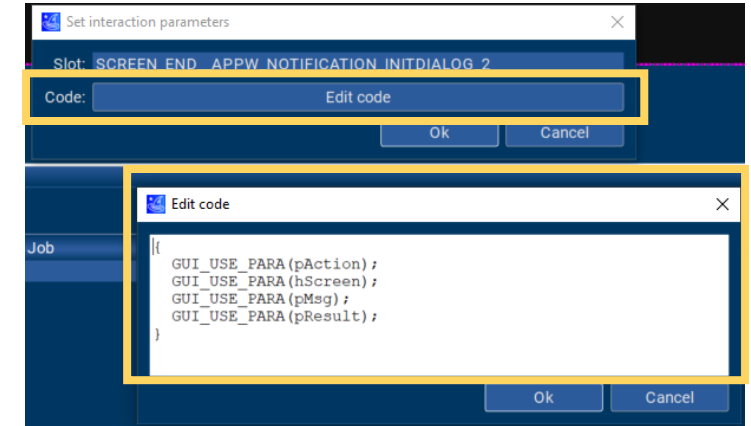 Set interaction parameters
Slot: SCREEN_END__APPW_NOTIFICATION_INITDIALOG_2
Code: Edit code
Ok Cancel
Edit code
Job
{
GUI_USE_PARA(pAction);
GUI_USE_PARA(hScreen);
GUI_USE_PARA(pMsg);
GUI_USE_PARA(pResult);
}
Ok Cancel